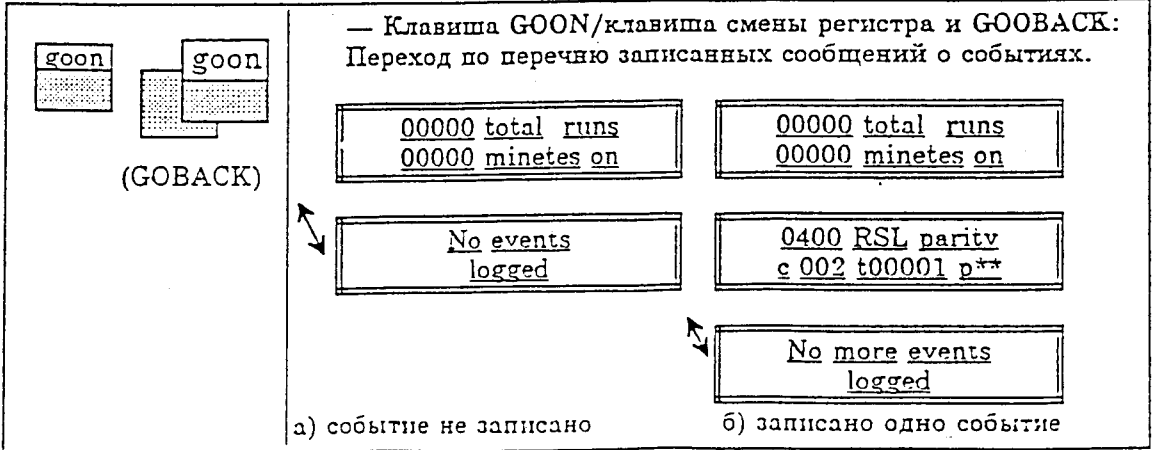 goon
goon
(GOBACK)
— Клавиша GOON/клавиша смены регистра и GOOBACK:
Переход по перечню записанных сообщений о событиях.
00000 total runs
00000 minetes on
No events
logged
а) событие не записано
00000 total runs
00000 minetes on
0400 RSL parity
c 002 t00001 p**
No more events
logged
б) записано одно событие